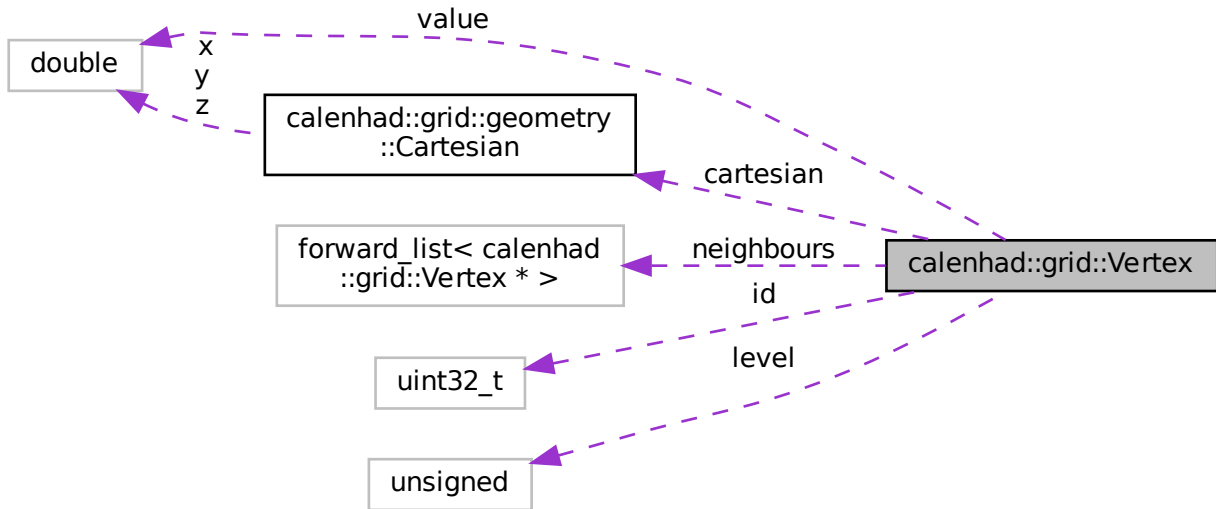 value
double
x
y
z
calenhad::grid::geometry
::Cartesian
cartesian
forward_list< calenhad
::grid::Vertex * >
neighbours
calenhad::grid::Vertex
id
uint32_t
level
unsigned